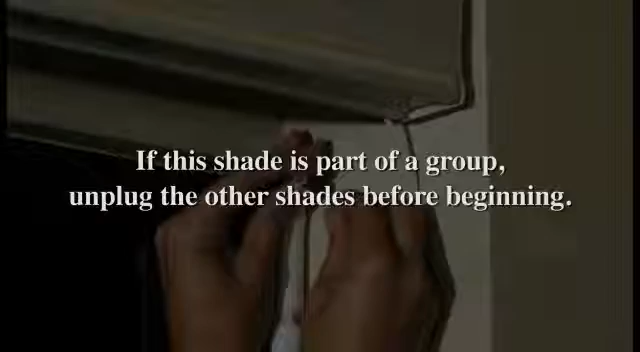 If this shade is part of a group,
unplug the other shades before beginning.